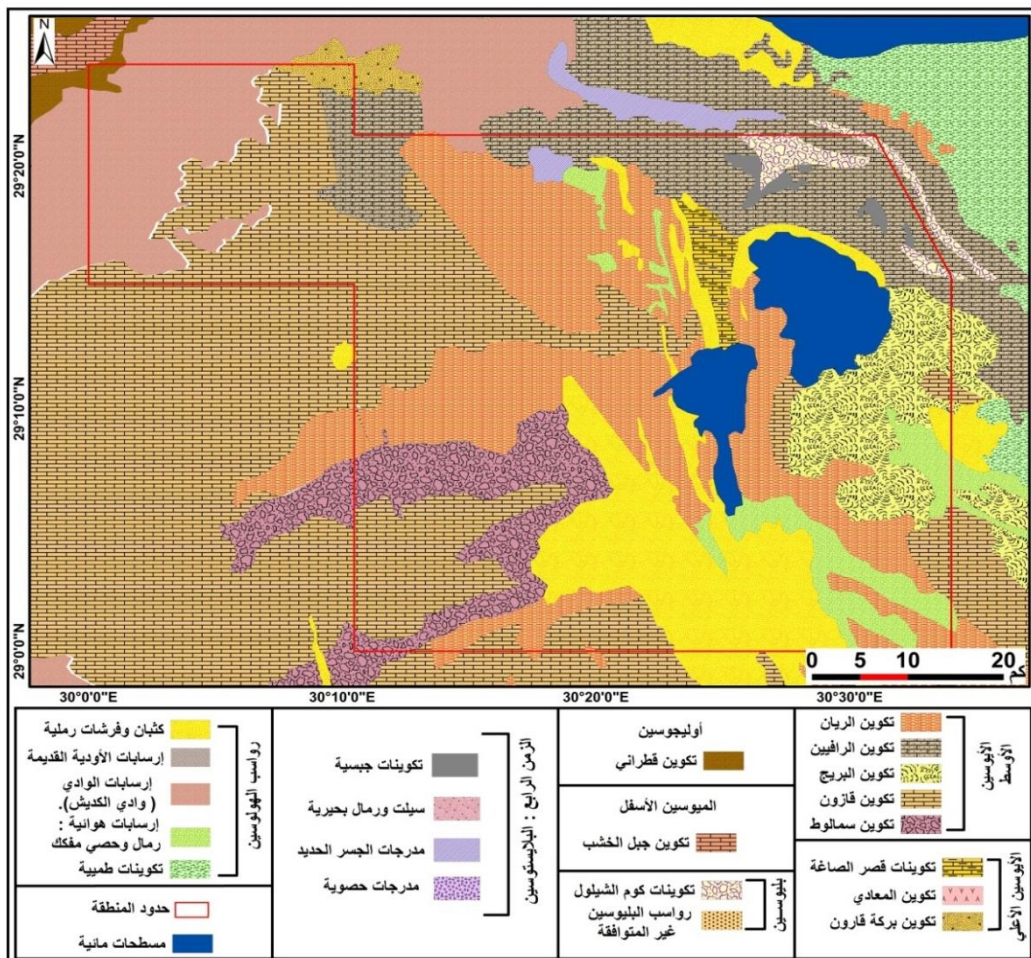 N
29°20'0"N
29°10'0"N
29°0'0"N
30°0'0"E
30°10'0"E
30°20'0"E
30°30'0"E
0 5 10 20
كم
الأيوسين الأوسط
تكوين الريان
تكوين الرافيين
تكوين البريج
تكوين قازون
تكوين سمالوط
الأيوسين الأعلي
تكوينات قصر الصاغة
تكوين المعادي
تكوين بركة قارون
أوليجوسين
تكوين قطراني
الميوسين الأسفل
تكوين جبل الخشب
بليوسين
تكوينات كوم الشيلول
رواسب البليوسين
غير المتوافقة
الزمن الرابع : البلايستوسين
تكوينات جبسية
سيلت ورمال بحيرية
مدرجات الجسر الحديد
مدرجات حصوية
رواسب الهولوسين
كثبان وفرشات رملية
إرسابات الأودية القديمة
إرسابات الوادي
( وادي الكديش).
إرسابات هوائية :
رمال وحصي مفكك
تكوينات طميية
حدود المنطقة
مسطحات مائية